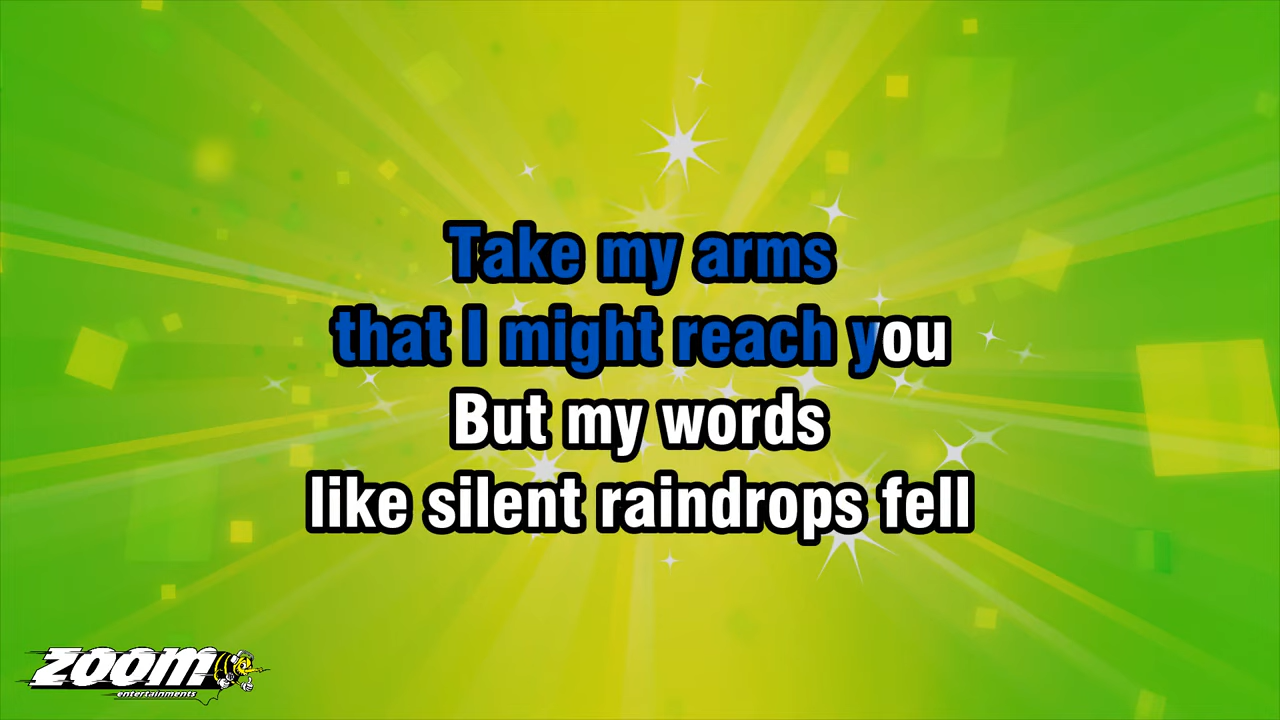 Take my arms
that I might reach you
But my words
like silent raindrops fell
zoom
entertainments